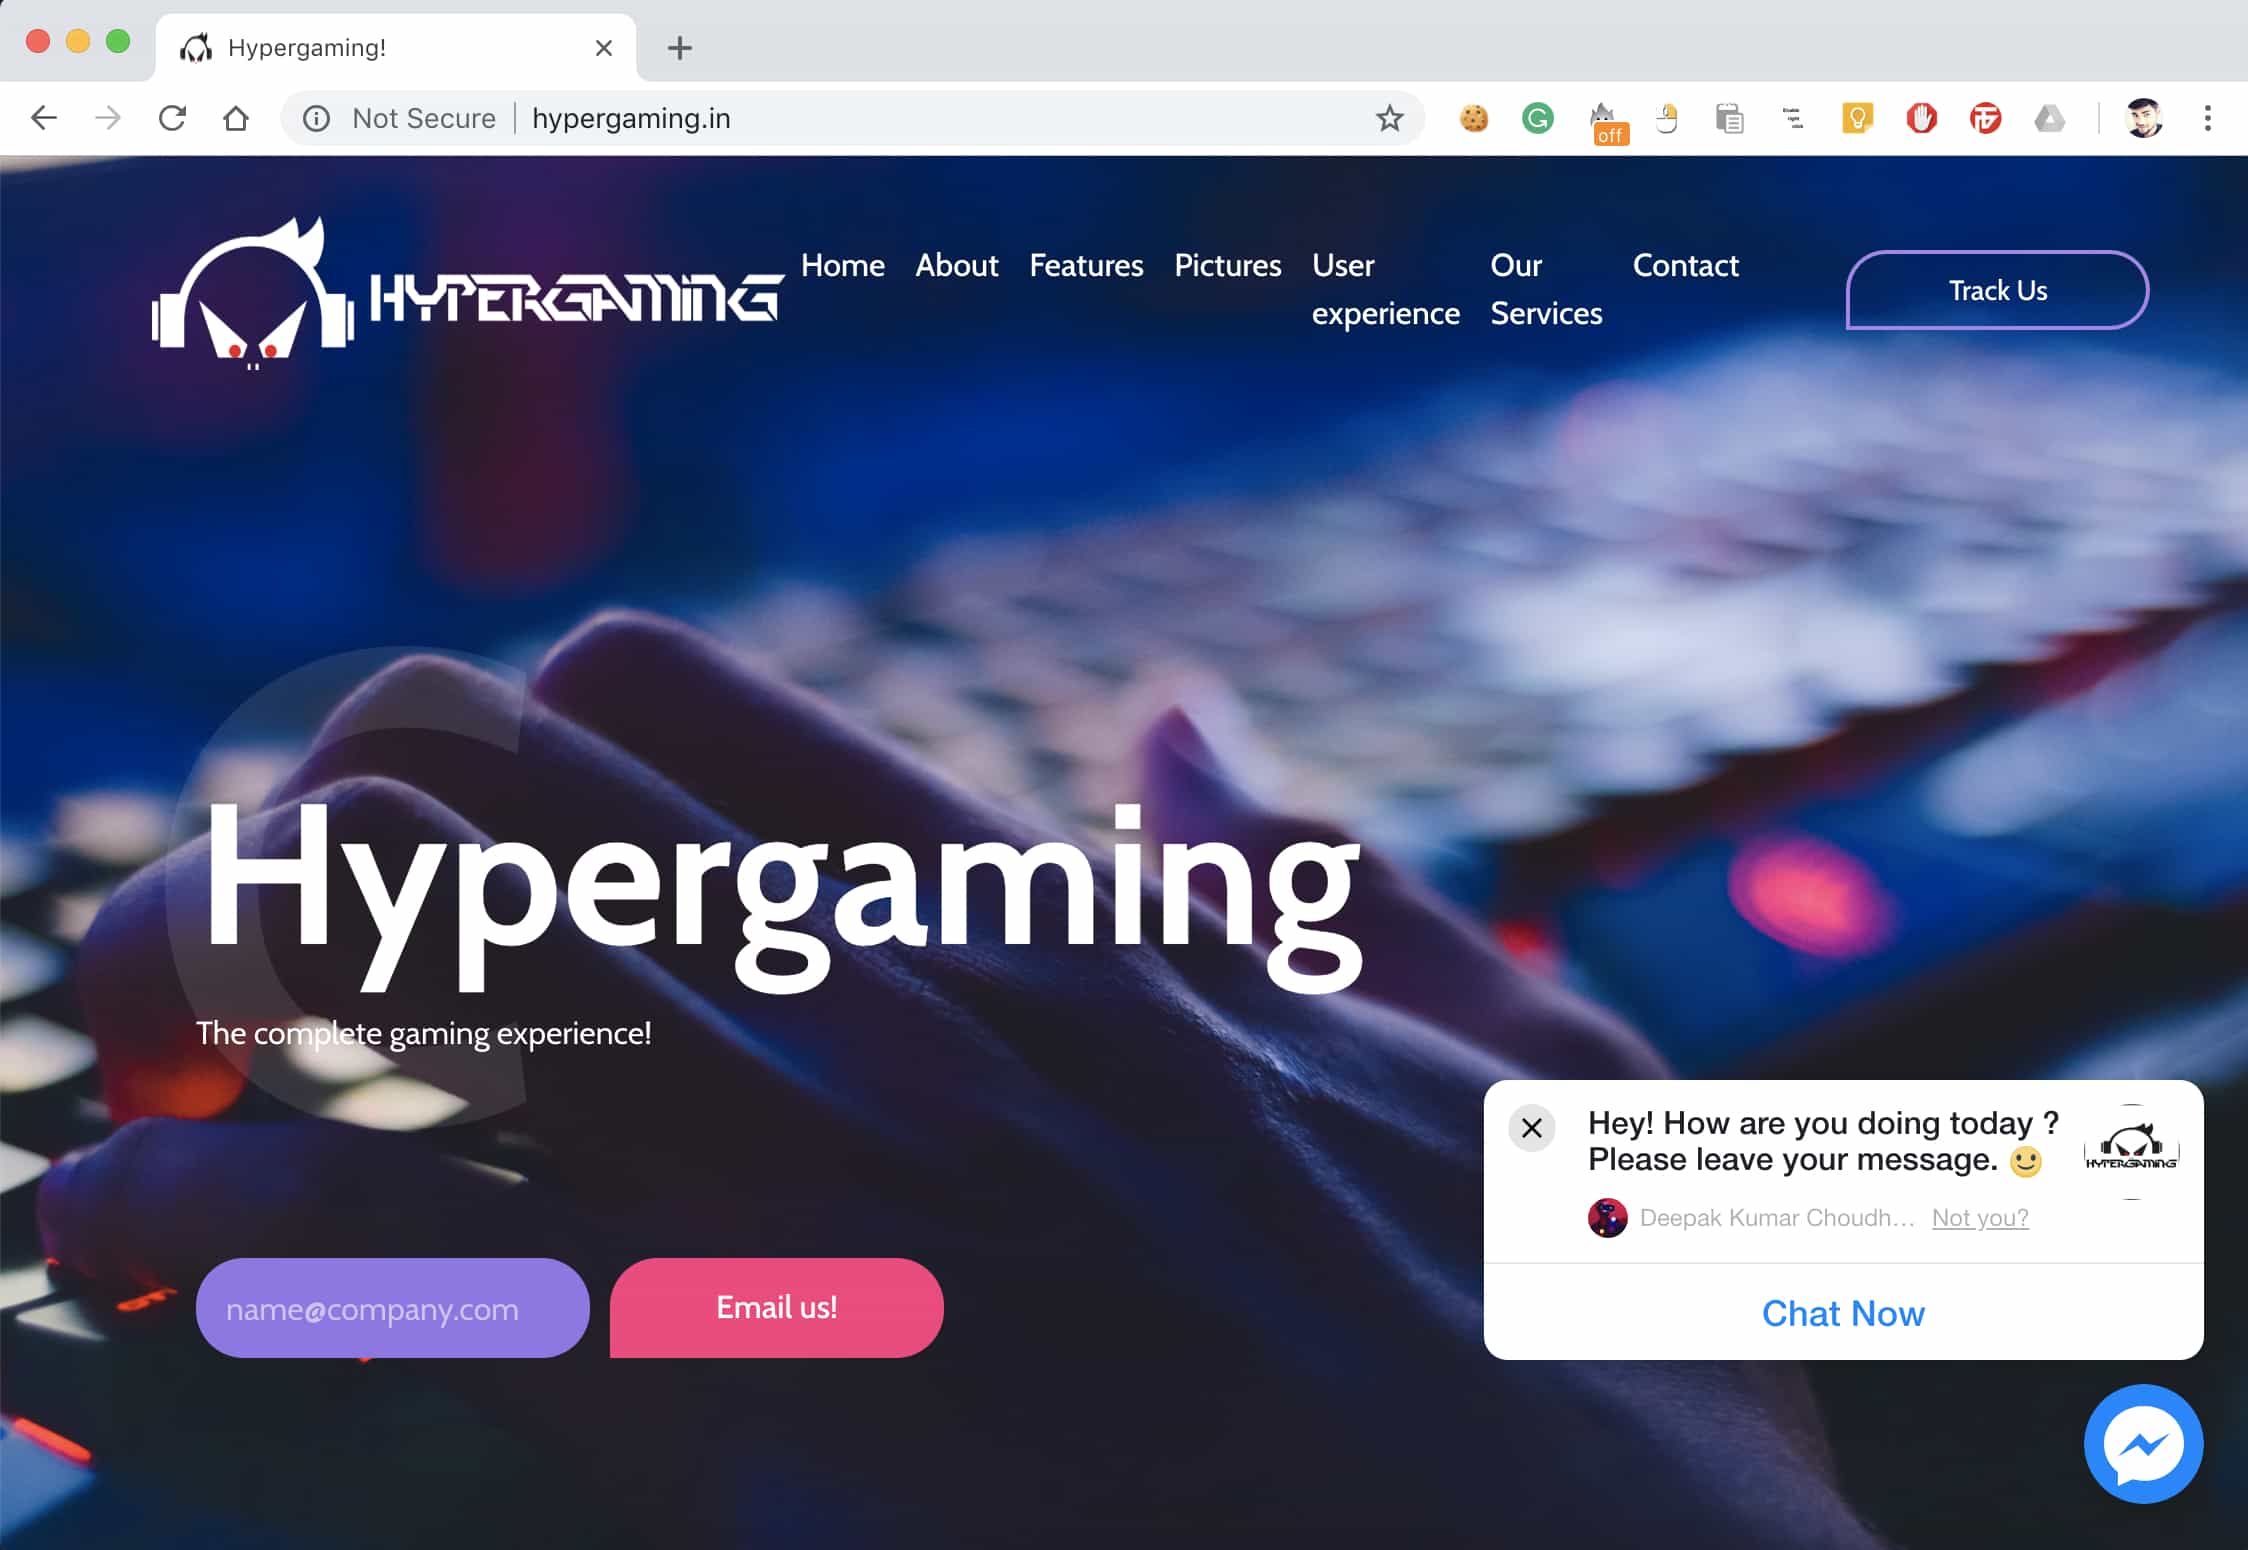 Hypergaming!
Not Secure
hypergaming.in
off
HYPERGAMING
Home
About
Features
Pictures
User
experience
Our
Services
Contact
Track Us
Hypergaming
The complete gaming experience!
name@company.com
Email us!
Hey! How are you doing today ?
Please leave your message. 🙂
HYPERGAMING
Deepak Kumar Choudh... Not you?
Chat Now